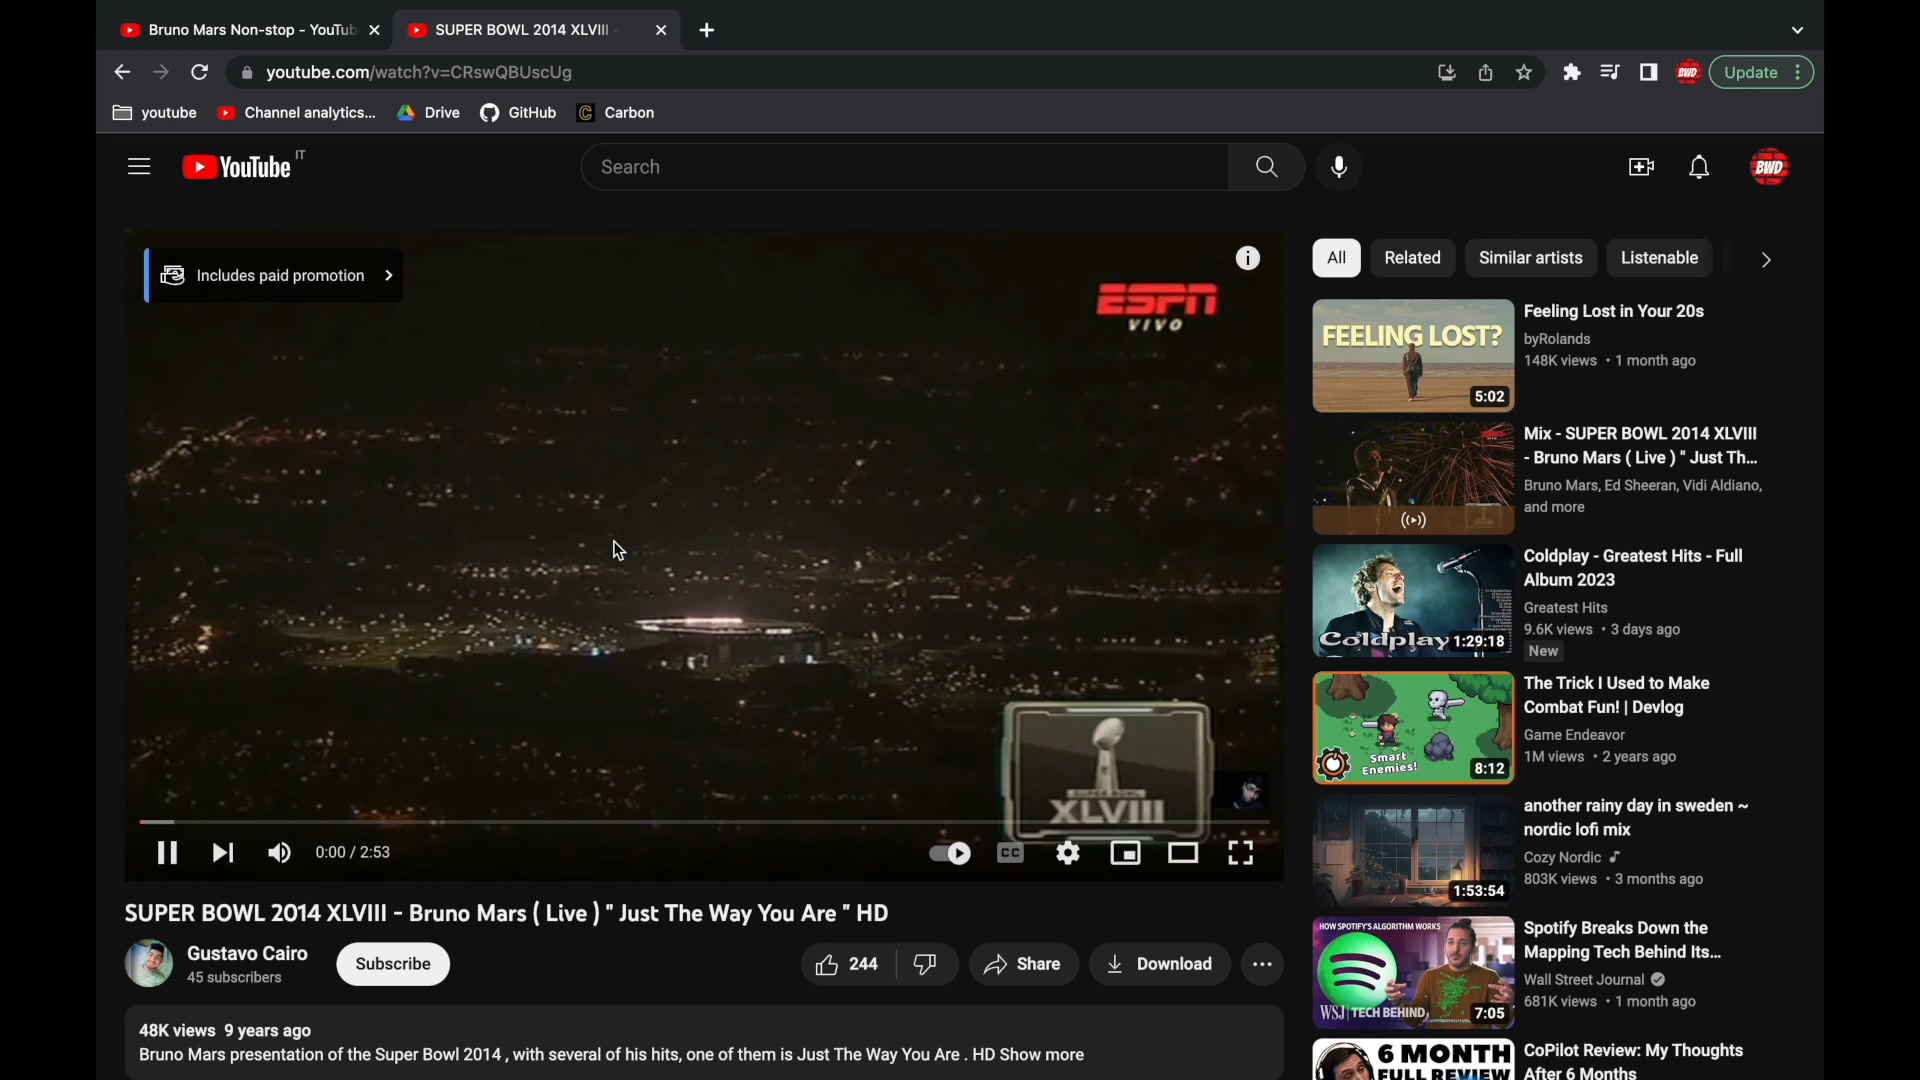 Bruno Mars Non-stop - YouTub
SUPER BOWL 2014 XLVIII -
youtube.com/watch?v=CRswQBUscUg
BWD
Update
youtube
Channel analytics...
Drive
GitHub
Carbon
YouTube IT
Search
BWD
Includes paid promotion
i
ESPN
VIVO
SUPER BOWL
XLVIII
0:00 / 2:53
CC
SUPER BOWL 2014 XLVIII - Bruno Mars ( Live ) " Just The Way You Are " HD
Gustavo Cairo
45 subscribers
Subscribe
244
Share
Download
48K views 9 years ago
Bruno Mars presentation of the Super Bowl 2014 , with several of his hits, one of them is Just The Way You Are . HD Show more
All
Related
Similar artists
Listenable
FEELING LOST?
5:02
Feeling Lost in Your 20s
byRolands
148K views • 1 month ago
Mix - SUPER BOWL 2014 XLVIII
- Bruno Mars ( Live ) " Just Th...
Bruno Mars, Ed Sheeran, Vidi Aldiano,
and more
Coldplay
1:29:18
Coldplay - Greatest Hits - Full
Album 2023
Greatest Hits
9.6K views • 3 days ago
New
Smart
Enemies!
8:12
The Trick I Used to Make
Combat Fun! | Devlog
Game Endeavor
1M views • 2 years ago
1:53:54
another rainy day in sweden ~
nordic lofi mix
Cozy Nordic
803K views • 3 months ago
HOW SPOTIFY'S ALGORITHM WORKS
WSJ | TECH BEHIND
7:05
Spotify Breaks Down the
Mapping Tech Behind Its...
Wall Street Journal
681K views • 1 month ago
6 MONTH
FULL REVIEW
CoPilot Review: My Thoughts
After 6 Months